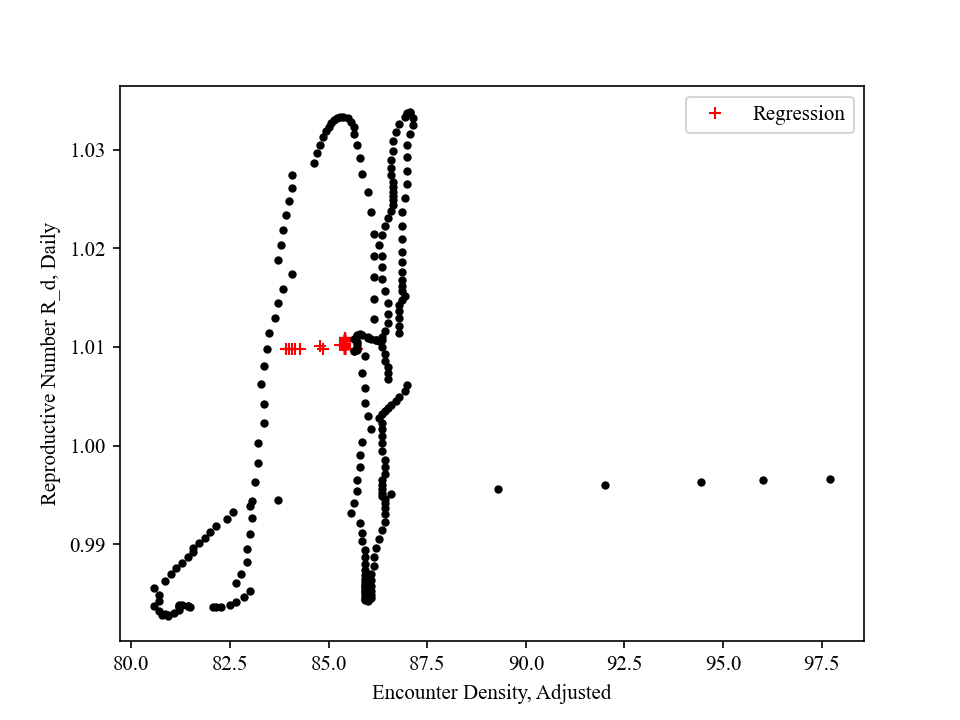 Regression
1.03
1.02
1.01
1.00
0.99
Reproductive Number R_d, Daily
80.0 82.5 85.0 87.5 90.0 92.5 95.0 97.5
Encounter Density, Adjusted